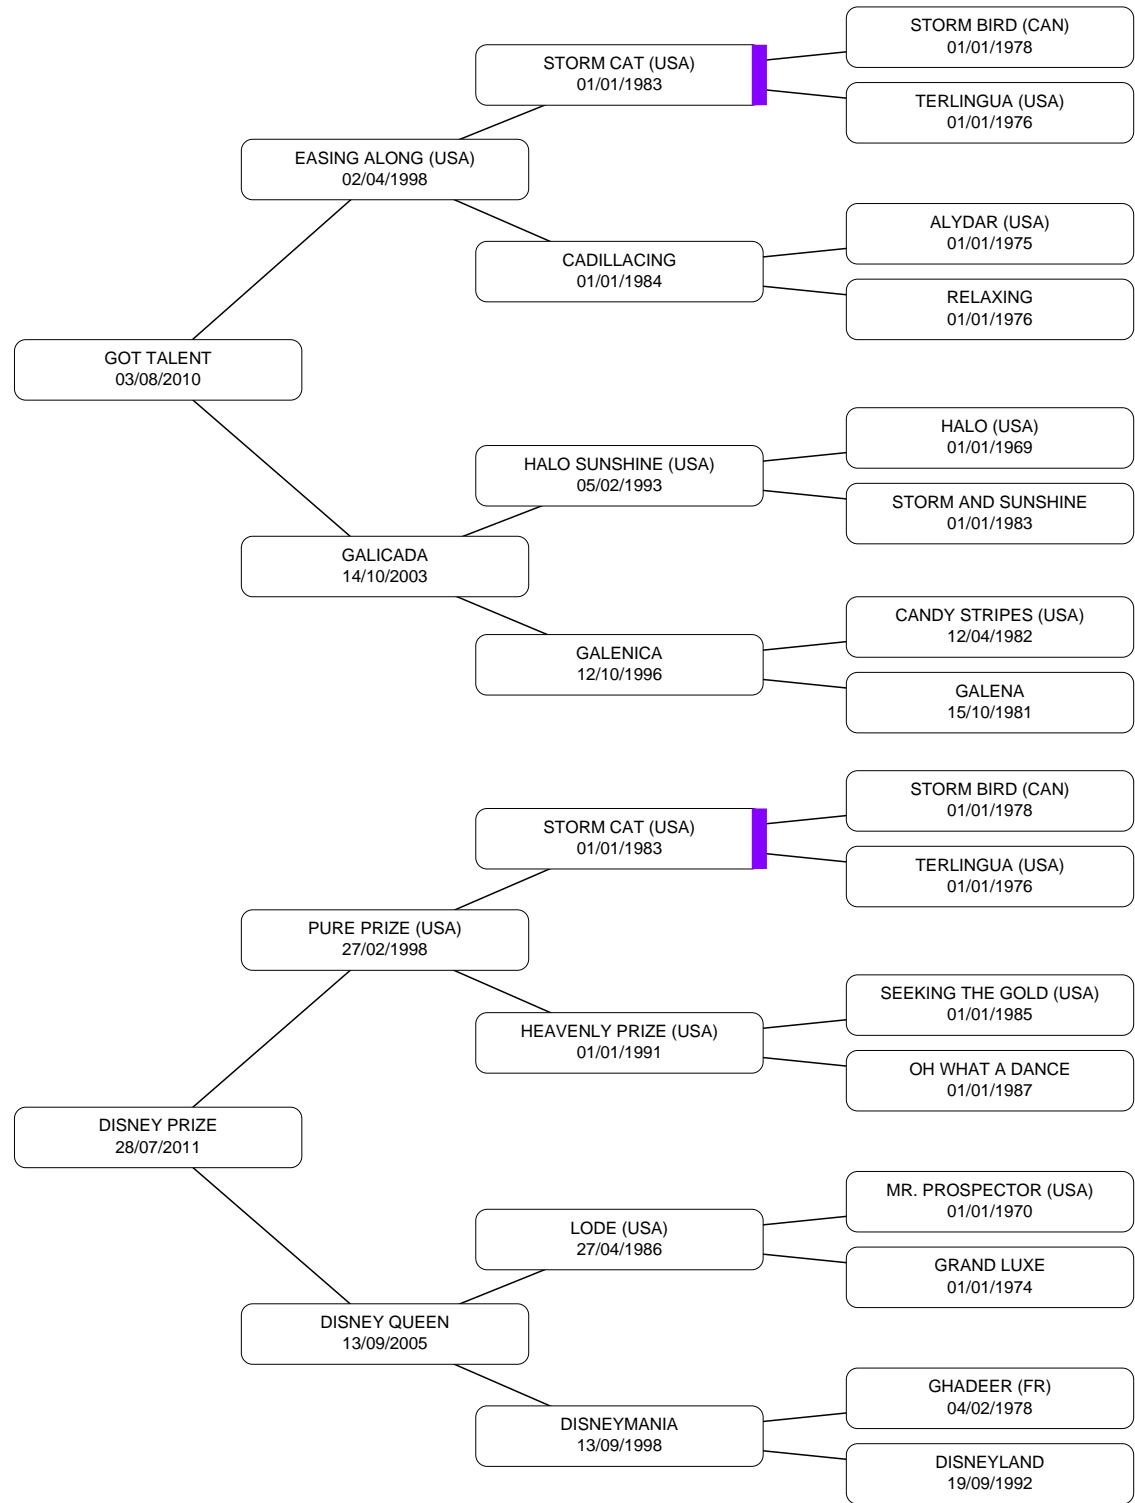 STORM BIRD (CAN)
01/01/1978
STORM CAT (USA)
01/01/1983
TERLINGUA (USA)
01/01/1976
EASING ALONG (USA)
02/04/1998
ALYDAR (USA)
01/01/1975
CADILLACING
01/01/1984
RELAXING
01/01/1976
GOT TALENT
03/08/2010
HALO (USA)
01/01/1969
HALO SUNSHINE (USA)
05/02/1993
STORM AND SUNSHINE
01/01/1983
GALICADA
14/10/2003
CANDY STRIPES (USA)
12/04/1982
GALENICA
12/10/1996
GALENA
15/10/1981
STORM BIRD (CAN)
01/01/1978
STORM CAT (USA)
01/01/1983
TERLINGUA (USA)
01/01/1976
PURE PRIZE (USA)
27/02/1998
SEEKING THE GOLD (USA)
01/01/1985
HEAVENLY PRIZE (USA)
01/01/1991
OH WHAT A DANCE
01/01/1987
DISNEY PRIZE
28/07/2011
MR. PROSPECTOR (USA)
01/01/1970
LODE (USA)
27/04/1986
GRAND LUXE
01/01/1974
DISNEY QUEEN
13/09/2005
GHADEER (FR)
04/02/1978
DISNEYMANIA
13/09/1998
DISNEYLAND
19/09/1992